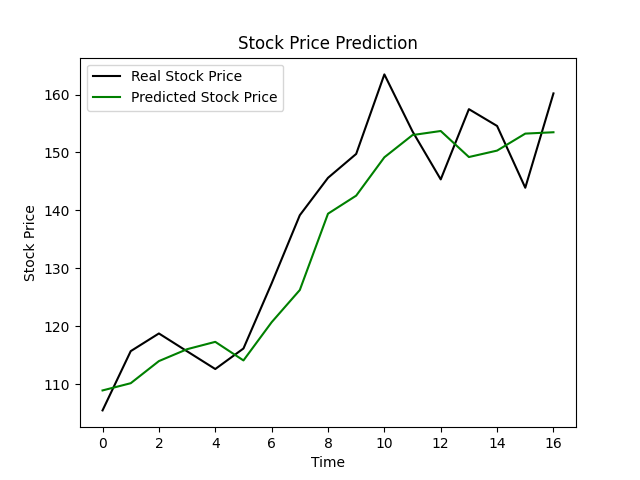 Stock Price Prediction
Real Stock Price
Predicted Stock Price
160
150
140
130
120
110
Stock Price
0 2 4 6 8 10 12 14 16
Time